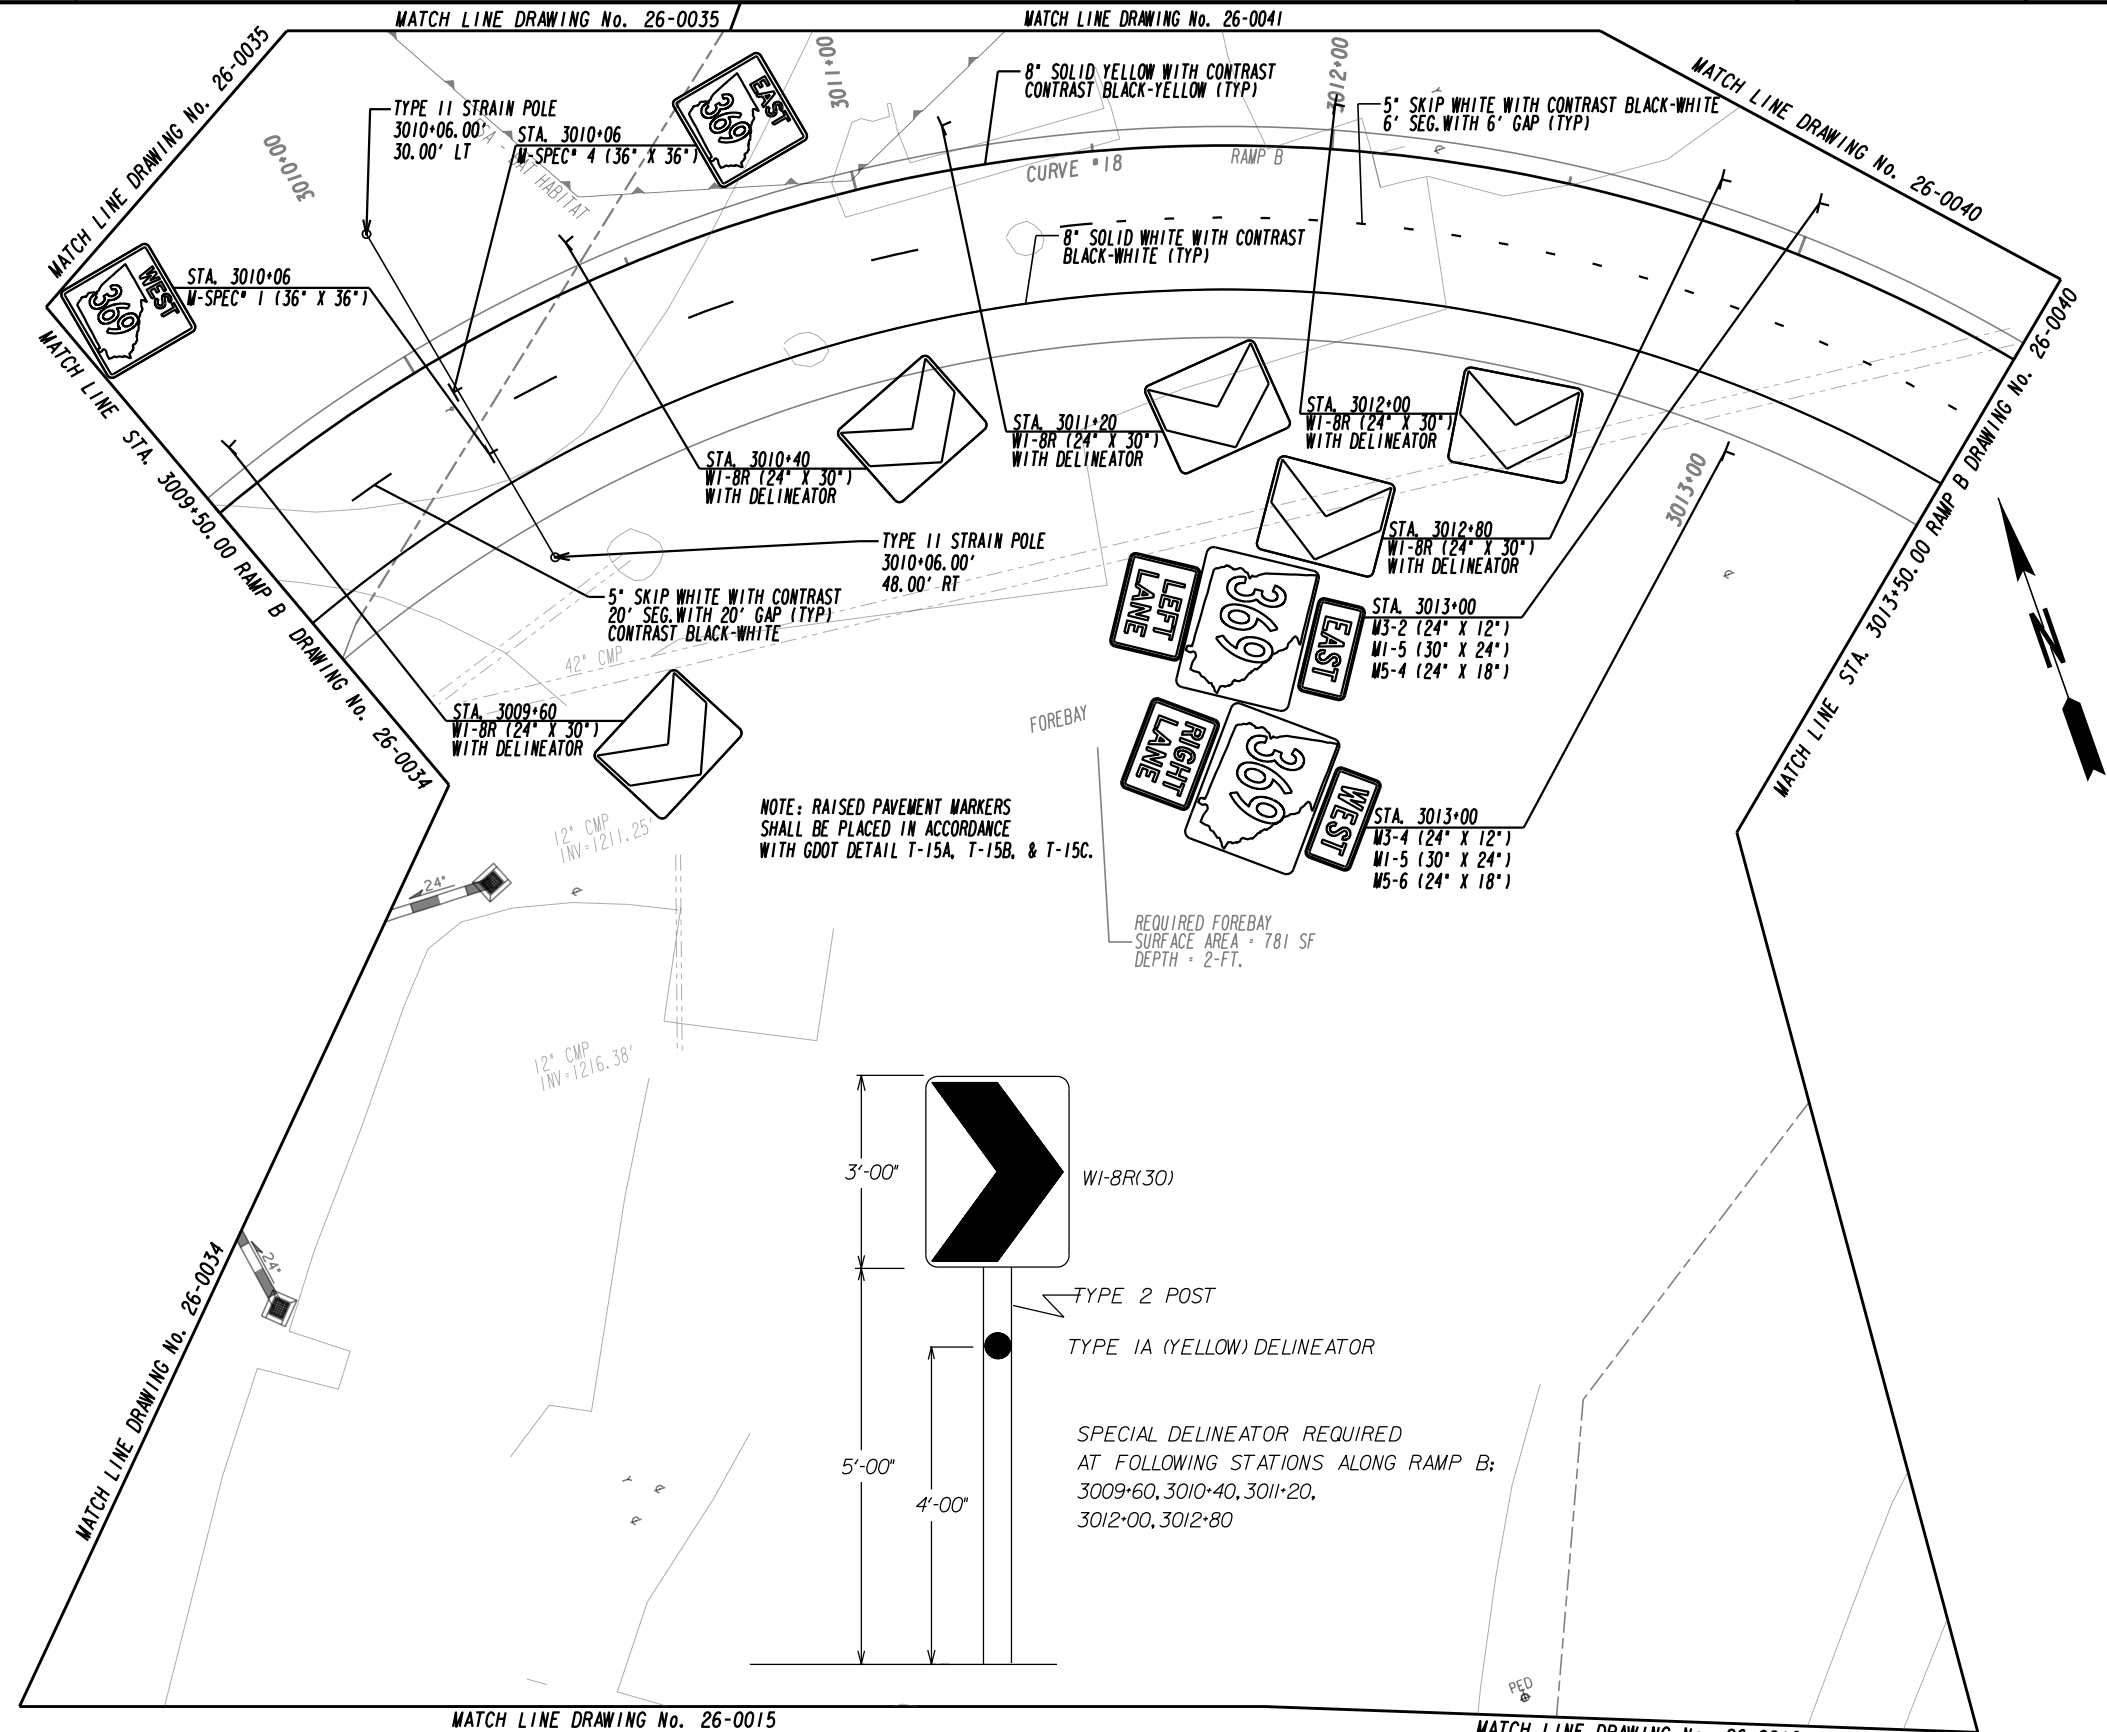 MATCH LINE DRAWING No. 26-0035
MATCH LINE DRAWING No. 26-0041
MATCH LINE DRAWING No. 26-0035
MATCH LINE DRAWING No. 26-0040
3010+00
3011+00
3012+00
3013+00
TYPE II STRAIN POLE
3010+06.00'
30.00' LT
STA. 3010+06
M-SPEC# 4 (36" X 36")
EAST
369
8" SOLID YELLOW WITH CONTRAST
CONTRAST BLACK-YELLOW (TYP)
5" SKIP WHITE WITH CONTRAST BLACK-WHITE
6' SEG. WITH 6' GAP (TYP)
CURVE #18
RAMP B
HABITAT
8" SOLID WHITE WITH CONTRAST
BLACK-WHITE (TYP)
WEST
369
STA. 3010+06
M-SPEC# 1 (36" X 36")
MATCH LINE STA. 3009+50.00 RAMP B DRAWING No. 26-0034
MATCH LINE STA. 3013+50.00 RAMP B DRAWING No. 26-0040
STA. 3010+40
W1-8R (24" X 30")
WITH DELINEATOR
STA. 3011+20
W1-8R (24" X 30")
WITH DELINEATOR
STA. 3012+00
W1-8R (24" X 30")
WITH DELINEATOR
STA. 3012+80
W1-8R (24" X 30")
WITH DELINEATOR
TYPE II STRAIN POLE
3010+06.00'
48.00' RT
5" SKIP WHITE WITH CONTRAST
20' SEG. WITH 20' GAP (TYP)
CONTRAST BLACK-WHITE
42" CMP
LEFT
LANE
369
EAST
STA. 3013+00
M3-2 (24" X 12")
M1-5 (30" X 24")
M5-4 (24" X 18")
STA. 3009+60
W1-8R (24" X 30")
WITH DELINEATOR
FOREBAY
RIGHT
LANE
369
WEST
STA. 3013+00
M3-4 (24" X 12")
M1-5 (30" X 24")
M5-6 (24" X 18")
N
NOTE: RAISED PAVEMENT MARKERS
SHALL BE PLACED IN ACCORDANCE
WITH GDOT DETAIL T-15A, T-15B, & T-15C.
12" CMP
INV=1211.25'
24"
REQUIRED FOREBAY
SURFACE AREA = 781 SF
DEPTH = 2-FT.
12" CMP
INV=1216.38'
24"
MATCH LINE DRAWING No. 26-0034
3'-00"
W1-8R(30)
TYPE 2 POST
TYPE 1A (YELLOW) DELINEATOR
5'-00"
4'-00"
SPECIAL DELINEATOR REQUIRED
AT FOLLOWING STATIONS ALONG RAMP B;
3009+60, 3010+40, 3011+20,
3012+00, 3012+80
PED
MATCH LINE DRAWING No. 26-0015
MATCH LINE DRAWING No.